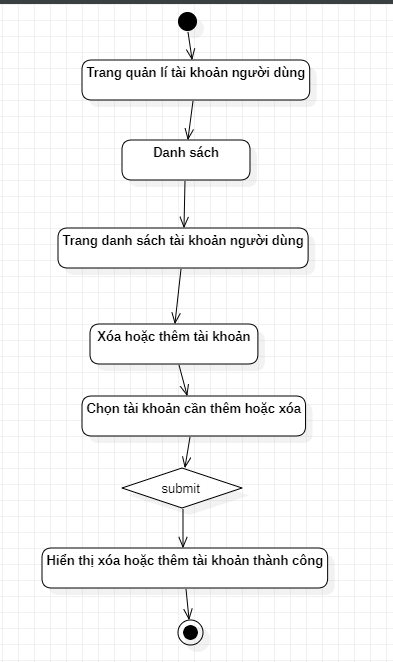 Trang quản lí tài khoản người dùng
Danh sách
Trang danh sách tài khoản người dùng
Xóa hoặc thêm tài khoản
Chọn tài khoản cần thêm hoặc xóa
submit
Hiển thị xóa hoặc thêm tài khoản thành công